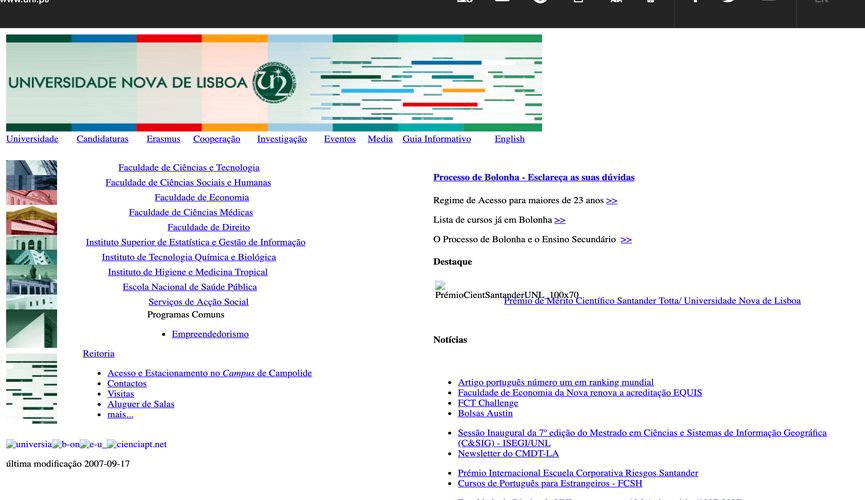 www.unl.pt
EN
UNIVERSIDADE NOVA DE LISBOA
Universidade Candidaturas Erasmus Cooperação Investigação Eventos Media Guia Informativo English
Faculdade de Ciências e Tecnologia
Faculdade de Ciências Sociais e Humanas
Faculdade de Economia
Faculdade de Ciências Médicas
Faculdade de Direito
Instituto Superior de Estatística e Gestão de Informação
Instituto de Tecnologia Química e Biológica
Instituto de Higiene e Medicina Tropical
Escola Nacional de Saúde Pública
Serviços de Acção Social
Programas Comuns
Empreendedorismo
Reitoria
Acesso e Estacionamento no Campus de Campolide
Contactos
Visitas
Aluguer de Salas
mais...
universia b-on e-u_ cienciapt.net
última modificação 2007-09-17
Processo de Bolonha - Esclareça as suas dúvidas
Regime de Acesso para maiores de 23 anos >>
Lista de cursos já em Bolonha >>
O Processo de Bolonha e o Ensino Secundário >>
Destaque
PrémioCientSantanderUNL_100x70
Prémio de Mérito Científico Santander Totta/ Universidade Nova de Lisboa
Notícias
Artigo português número um em ranking mundial
Faculdade de Economia da Nova renova a acreditação EQUIS
FCT Challenge
Bolsas Austin
Sessão Inaugural da 7ª edição do Mestrado em Ciências e Sistemas de Informação Geográfica
(C&SIG) - ISEGI/UNL
Newsletter do CMDT-LA
Prémio Internacional Escuela Corporativa Riesgos Santander
Cursos de Português para Estrangeiros - FCSH